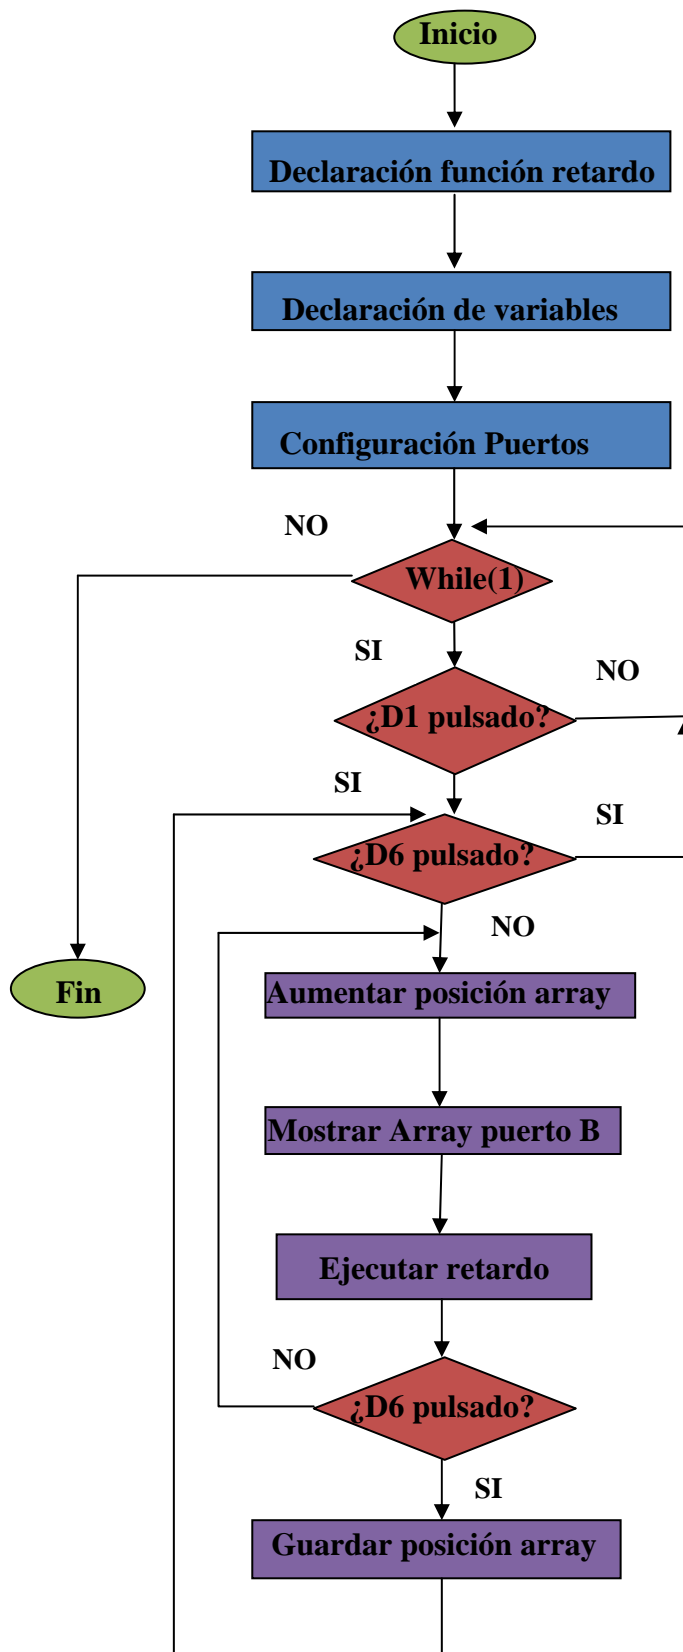 Inicio
Declaración función retardo
Declaración de variables
Configuración Puertos
NO
While(1)
SI
NO
¿D1 pulsado?
SI
SI
¿D6 pulsado?
NO
Fin
Aumentar posición array
Mostrar Array puerto B
Ejecutar retardo
NO
¿D6 pulsado?
SI
Guardar posición array